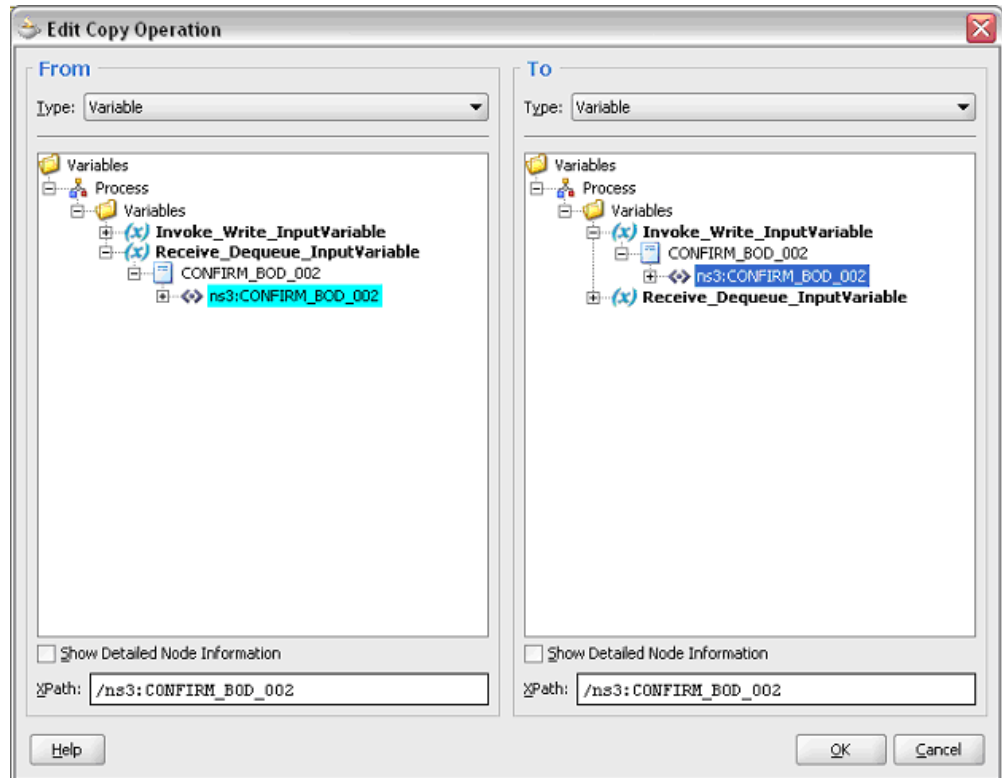 Edit Copy Operation
From
Type: Variable
Variables
Process
Variables
Invoke_Write_InputVariable
Receive_Dequeue_InputVariable
CONFIRM_BOD_002
ns3:CONFIRM_BOD_002
Show Detailed Node Information
XPath: /ns3:CONFIRM_BOD_002
To
Type: Variable
Variables
Process
Variables
Invoke_Write_InputVariable
CONFIRM_BOD_002
ns3:CONFIRM_BOD_002
Receive_Dequeue_InputVariable
Show Detailed Node Information
XPath: /ns3:CONFIRM_BOD_002
Help
OK
Cancel